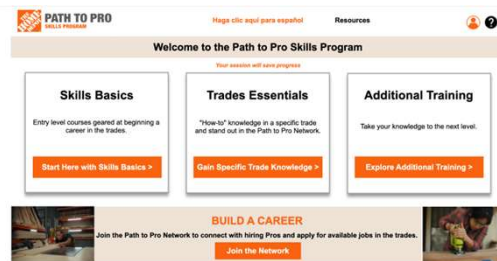 THE HOME DEPOT
PATH TO PRO
SKILLS PROGRAM
Haga clic aquí para español
Resources
?
Welcome to the Path to Pro Skills Program
Your session will save progress
Skills Basics
Entry level courses geared at beginning a
career in the trades.
Start Here with Skills Basics >
Trades Essentials
"How-to" knowledge in a specific trade
and stand out in the Path to Pro Network.
Gain Specific Trade Knowledge >
Additional Training
Take your knowledge to the next level.
Explore Additional Training >
BUILD A CAREER
Join the Path to Pro Network to connect with hiring Pros and apply for available jobs in the trades.
Join the Network